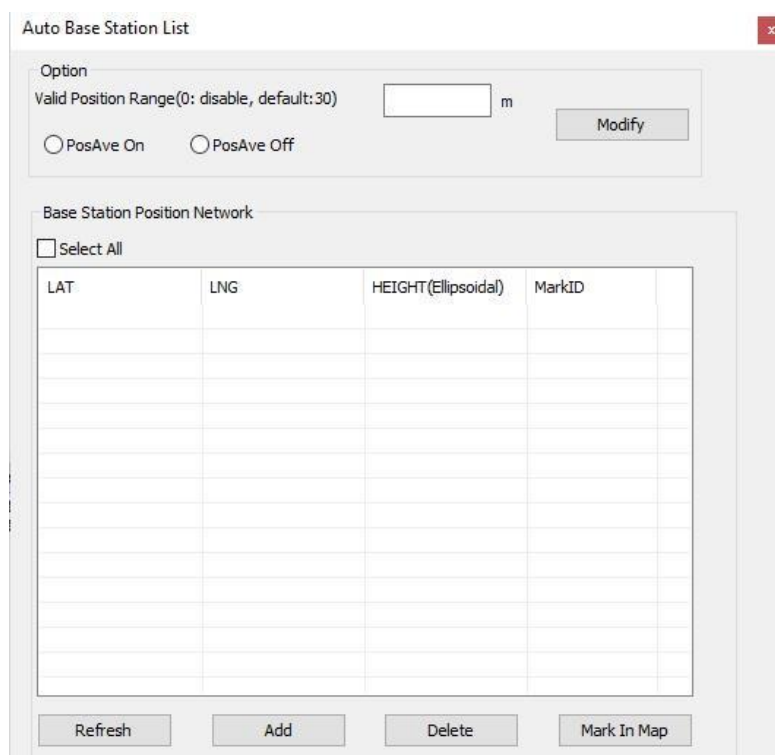 Auto Base Station List
x
Option
Valid Position Range(0: disable, default:30) m
Modify
PosAve On PosAve Off
Base Station Position Network
Select All
LAT LNG HEIGHT(Ellipsoidal) MarkID
Refresh Add Delete Mark In Map